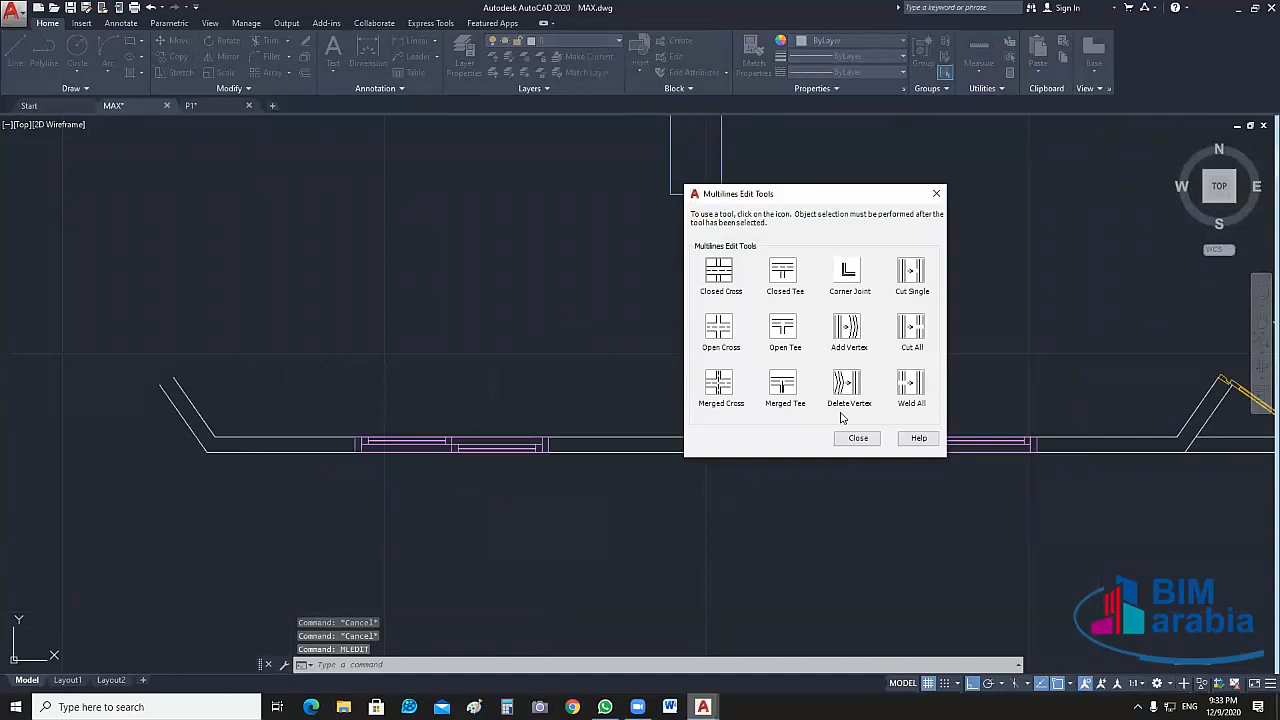 Autodesk AutoCAD 2020 MAX.dwg
Type a keyword or phrase
Sign In
Home Insert Annotate Parametric View Manage Output Add-ins Collaborate Express Tools Featured Apps
Line Polyline Circle Arc
Move Rotate Trim
Copy Mirror Fillet
Stretch Scale Array
Text Dimension
Linear
Leader
Table
Layer Properties
0
Make Current
Match Layer
Insert
Create
Edit
Edit Attributes
Match Properties
ByLayer
ByLayer
ByLayer
Group
Measure
Paste
Base
Draw Modify Annotation Layers Block Properties Groups Utilities Clipboard View
Start MAX* P1*
[−][Top][2D Wireframe]
N
W TOP E
S
WCS
Multilines Edit Tools
To use a tool, click on the icon. Object selection must be performed after the
tool has been selected.
Multilines Edit Tools
Closed Cross Closed Tee Corner Joint Cut Single
Open Cross Open Tee Add Vertex Cut All
Merged Cross Merged Tee Delete Vertex Weld All
Close Help
BIM
arabia
Y
X
Command: *Cancel*
Command: *Cancel*
Command: MLEDIT
Type a command
Model Layout1 Layout2
MODEL 1:1
Type here to search
ENG
9:33 PM
12/9/2020